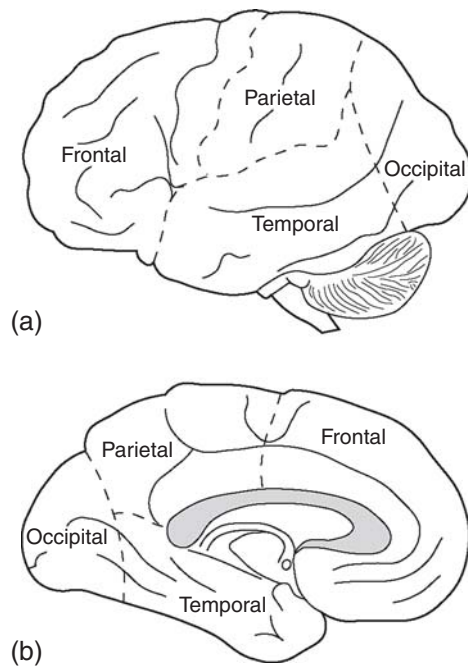 Parietal
Frontal
Occipital
Temporal
(a)
Frontal
Parietal
Occipital
Temporal
(b)